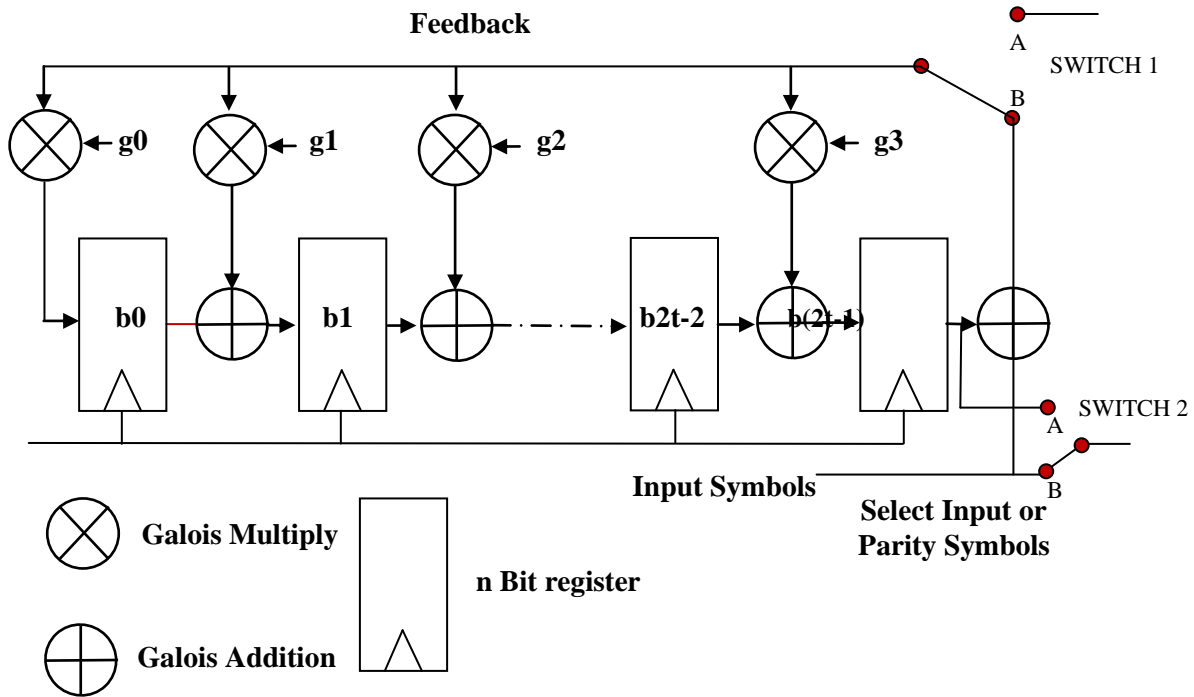 Feedback
A
SWITCH 1
B
g0
g1
g2
g3
b0
b1
b2t-2
b(2t-1)
A
SWITCH 2
B
Input Symbols
Select Input or
Parity Symbols
Galois Multiply
n Bit register
Galois Addition